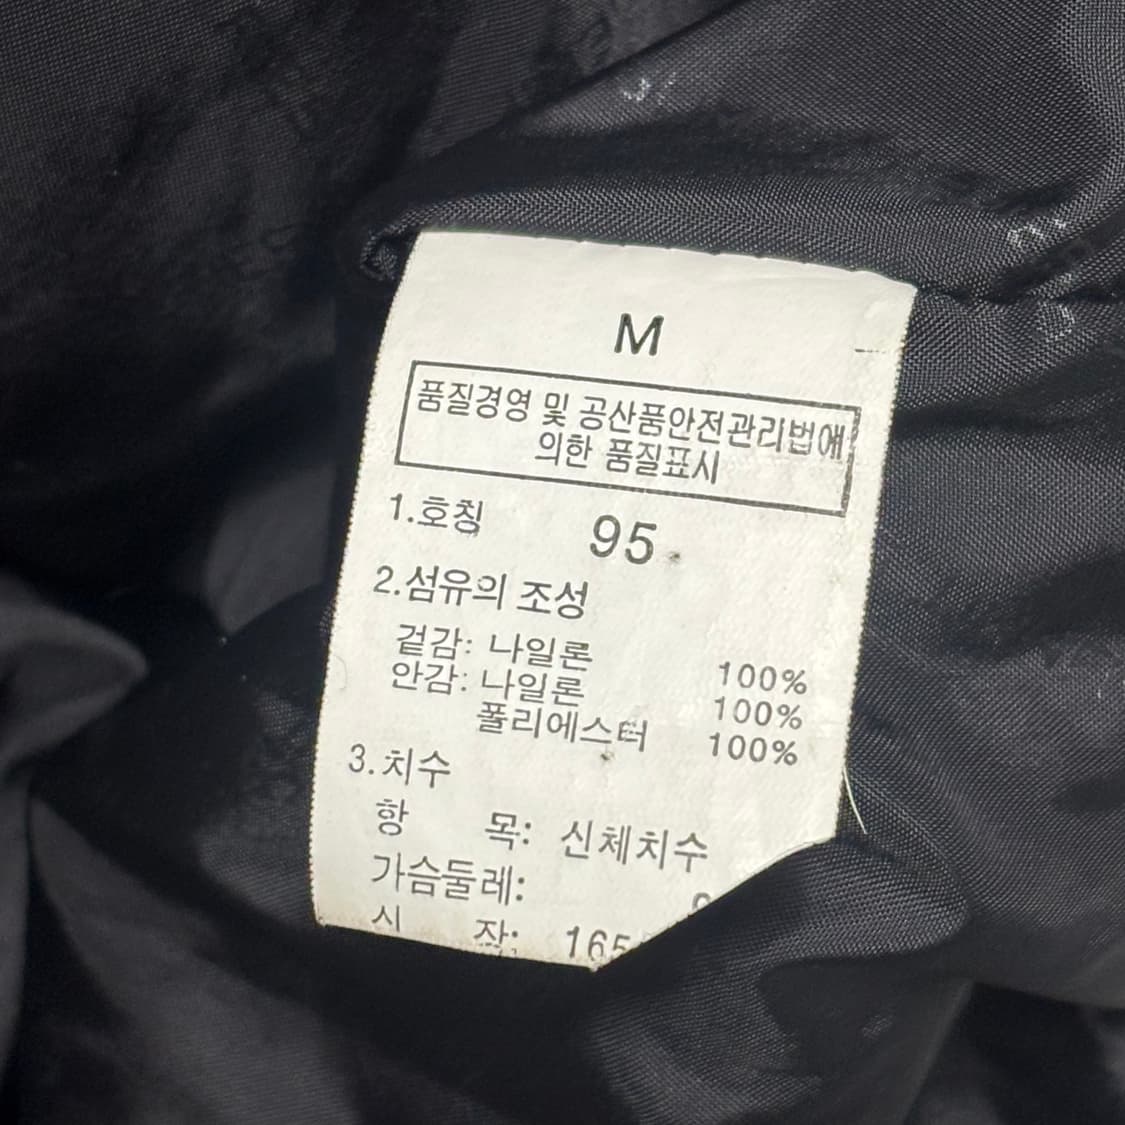 M
품질경영 및 공산품안전관리법에
의한 품질표시
1.호칭 95
2.섬유의 조성
겉감: 나일론 100%
안감: 나일론 100%
폴리에스터 100%
3.치수
항 목: 신체치수
가슴둘레:
신 장: 165